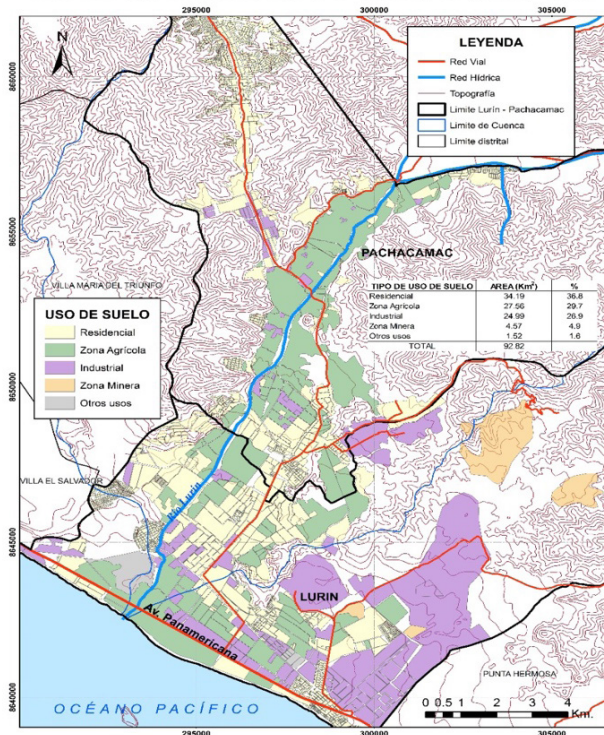 295000 300000 305000
N
8660000
8655000
8650000
8645000
8640000
LEYENDA
Red Vial
Red Hídrica
Topografía
Limite Lurín - Pachacamac
Limite de Cuenca
Limite distrital
PACHACAMAC
VILLA MARIA DEL TRIUNFO
TIPO DE USO DE SUELO AREA (Km²) %
Residencial 34.19 36.8
Zona Agrícola 27.56 29.7
Industrial 24.99 26.9
Zona Minera 4.57 4.9
Otros usos 1.52 1.6
TOTAL 92.82
USO DE SUELO
Residencial
Zona Agrícola
Industrial
Zona Minera
Otros usos
VILLA EL SALVADOR
Río Lurín
LURIN
Av. Panamericana
PUNTA HERMOSA
OCÉANO PACÍFICO
0 0.5 1 2 3 4
Km.
295000 300000 305000